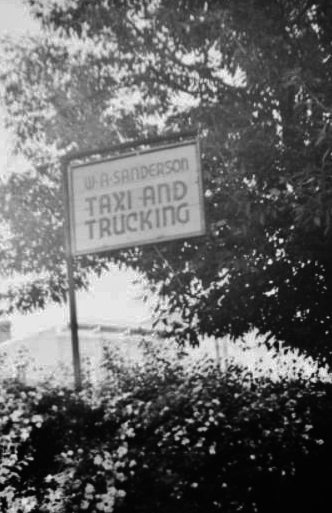 W·A·SANDERSON
TAXI AND
TRUCKING